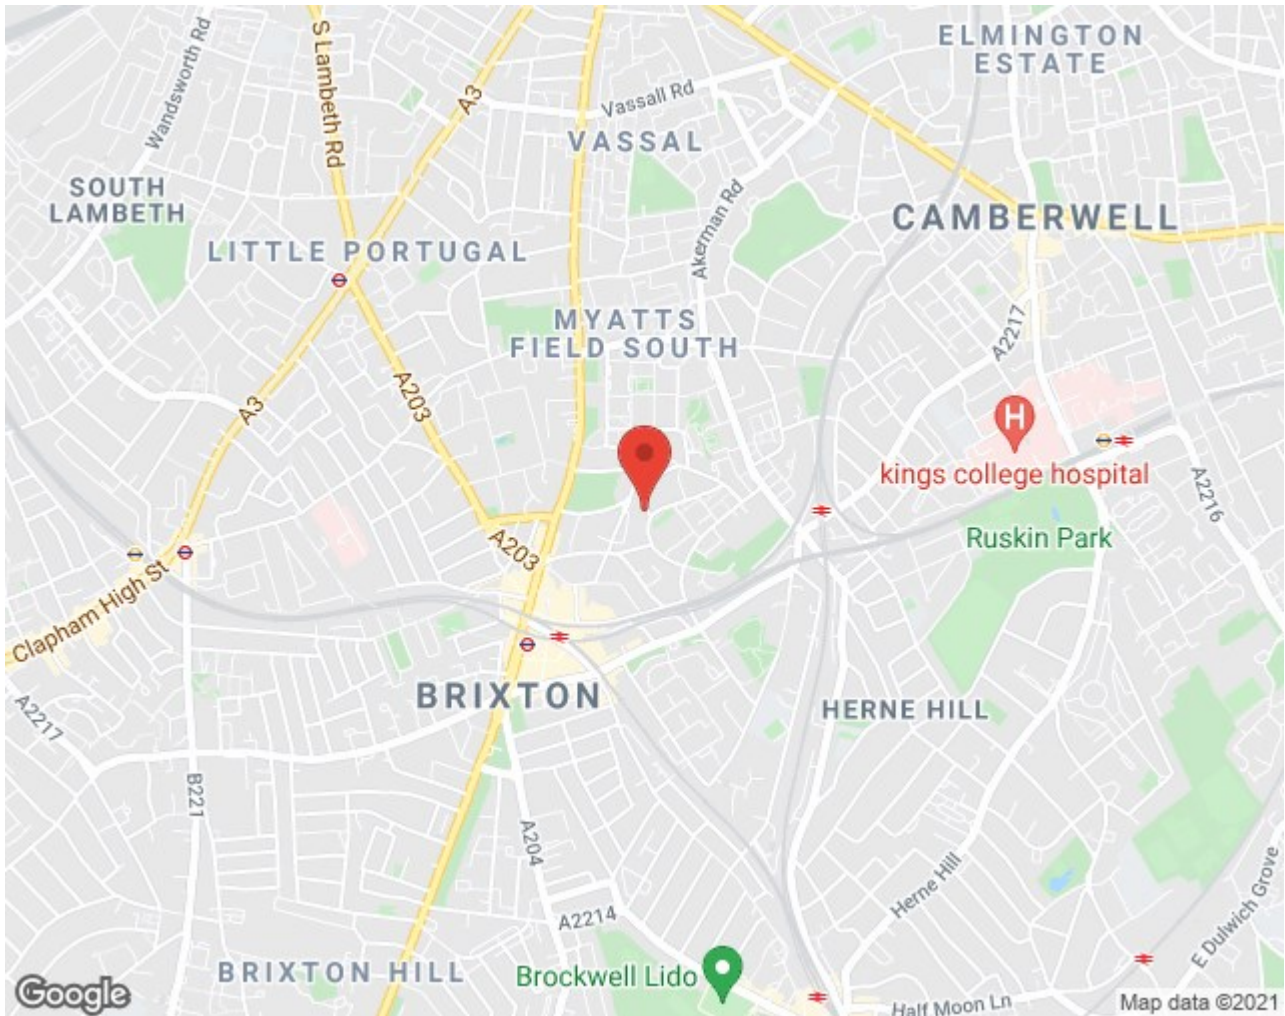 Wandsworth Rd
S Lambeth Rd
A3
Vassall Rd
VASSAL
ELMINGTON
ESTATE
SOUTH
LAMBETH
Akerman Rd
CAMBERWELL
LITTLE PORTUGAL
MYATTS
FIELD SOUTH
A2217
A203
A3
H
kings college hospital
A2216
A203
Ruskin Park
Clapham High St
BRIXTON
HERNE HILL
A2217
B221
A204
Herne Hill
E Dulwich Grove
A2214
BRIXTON HILL
Brockwell Lido
Half Moon Ln
Google
Map data ©2021